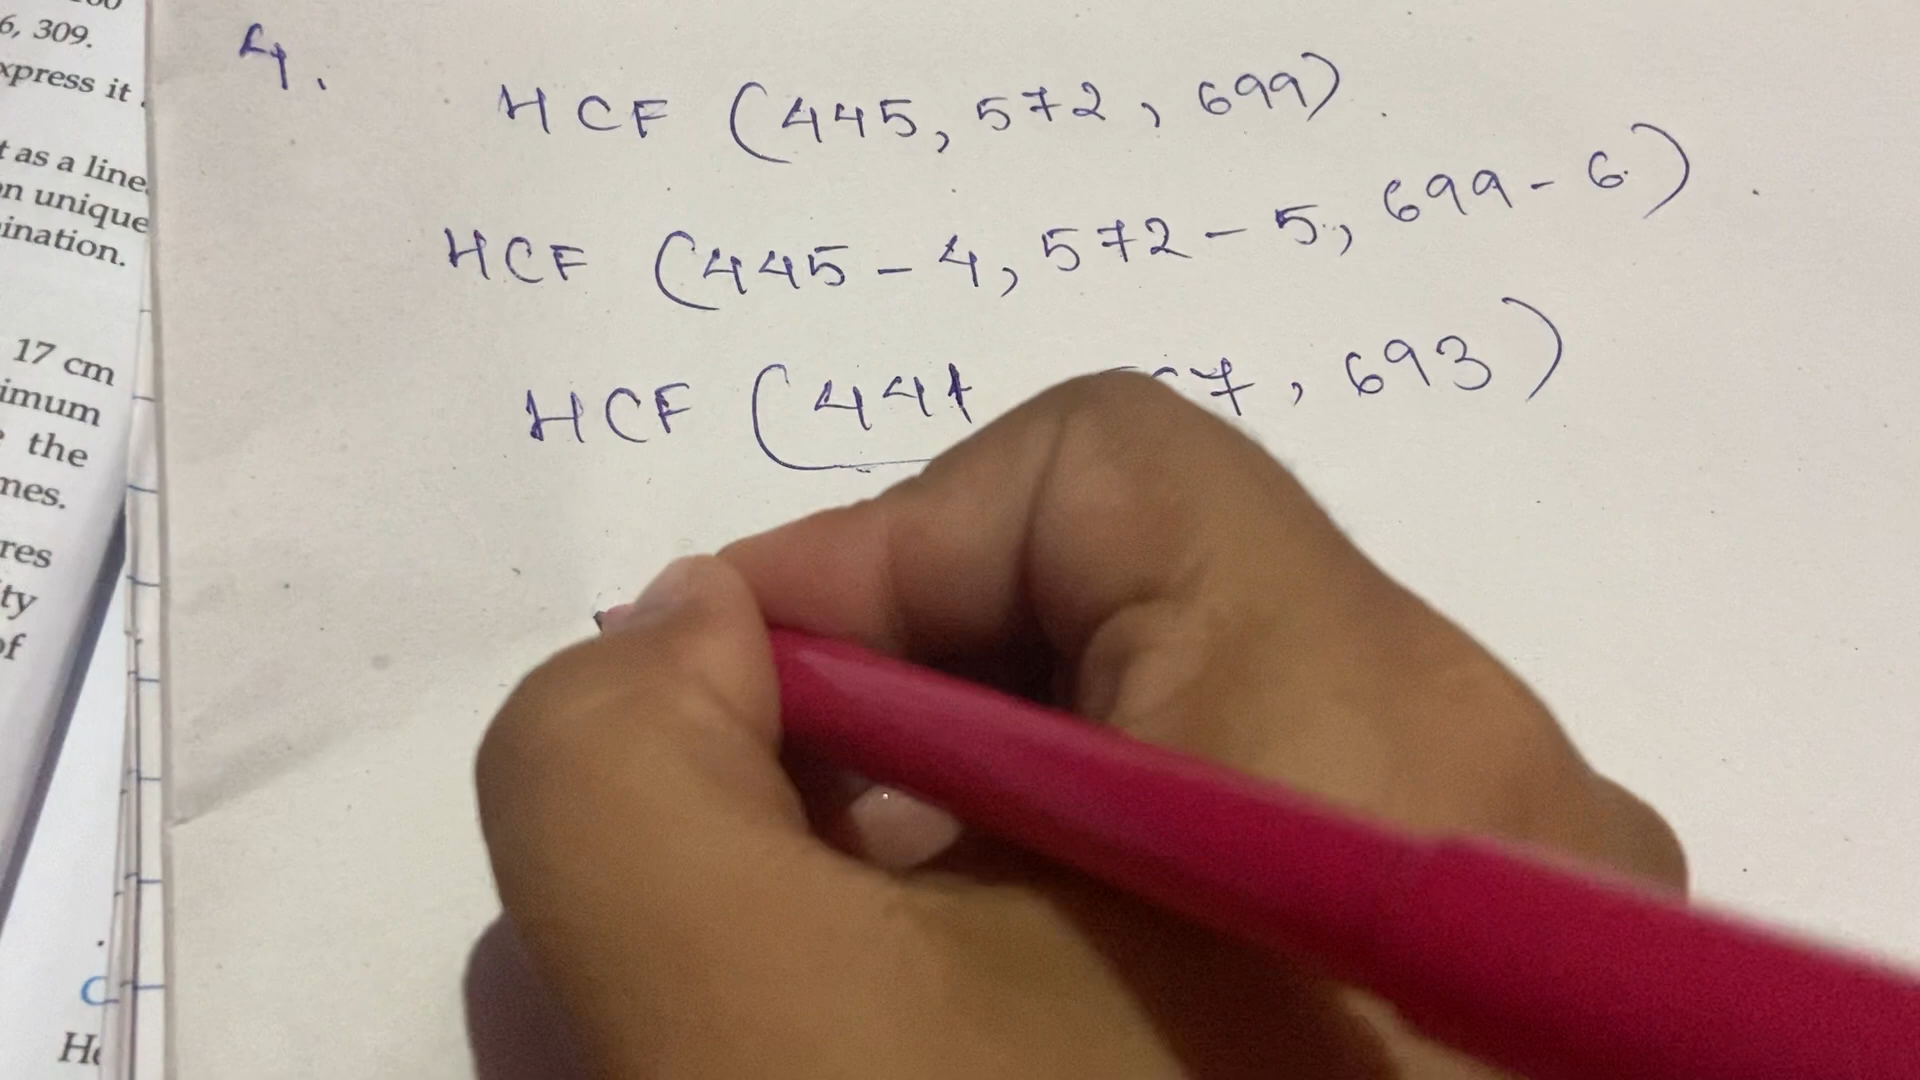 6, 309.
xpress it
t as a line
n unique
ination.
17 cm
imum
the
mes.
res
ty
of
4.
HCF (445, 572, 699)
HCF (445 - 4, 572 - 5, 699 - 6)
HCF (441 7, 693)